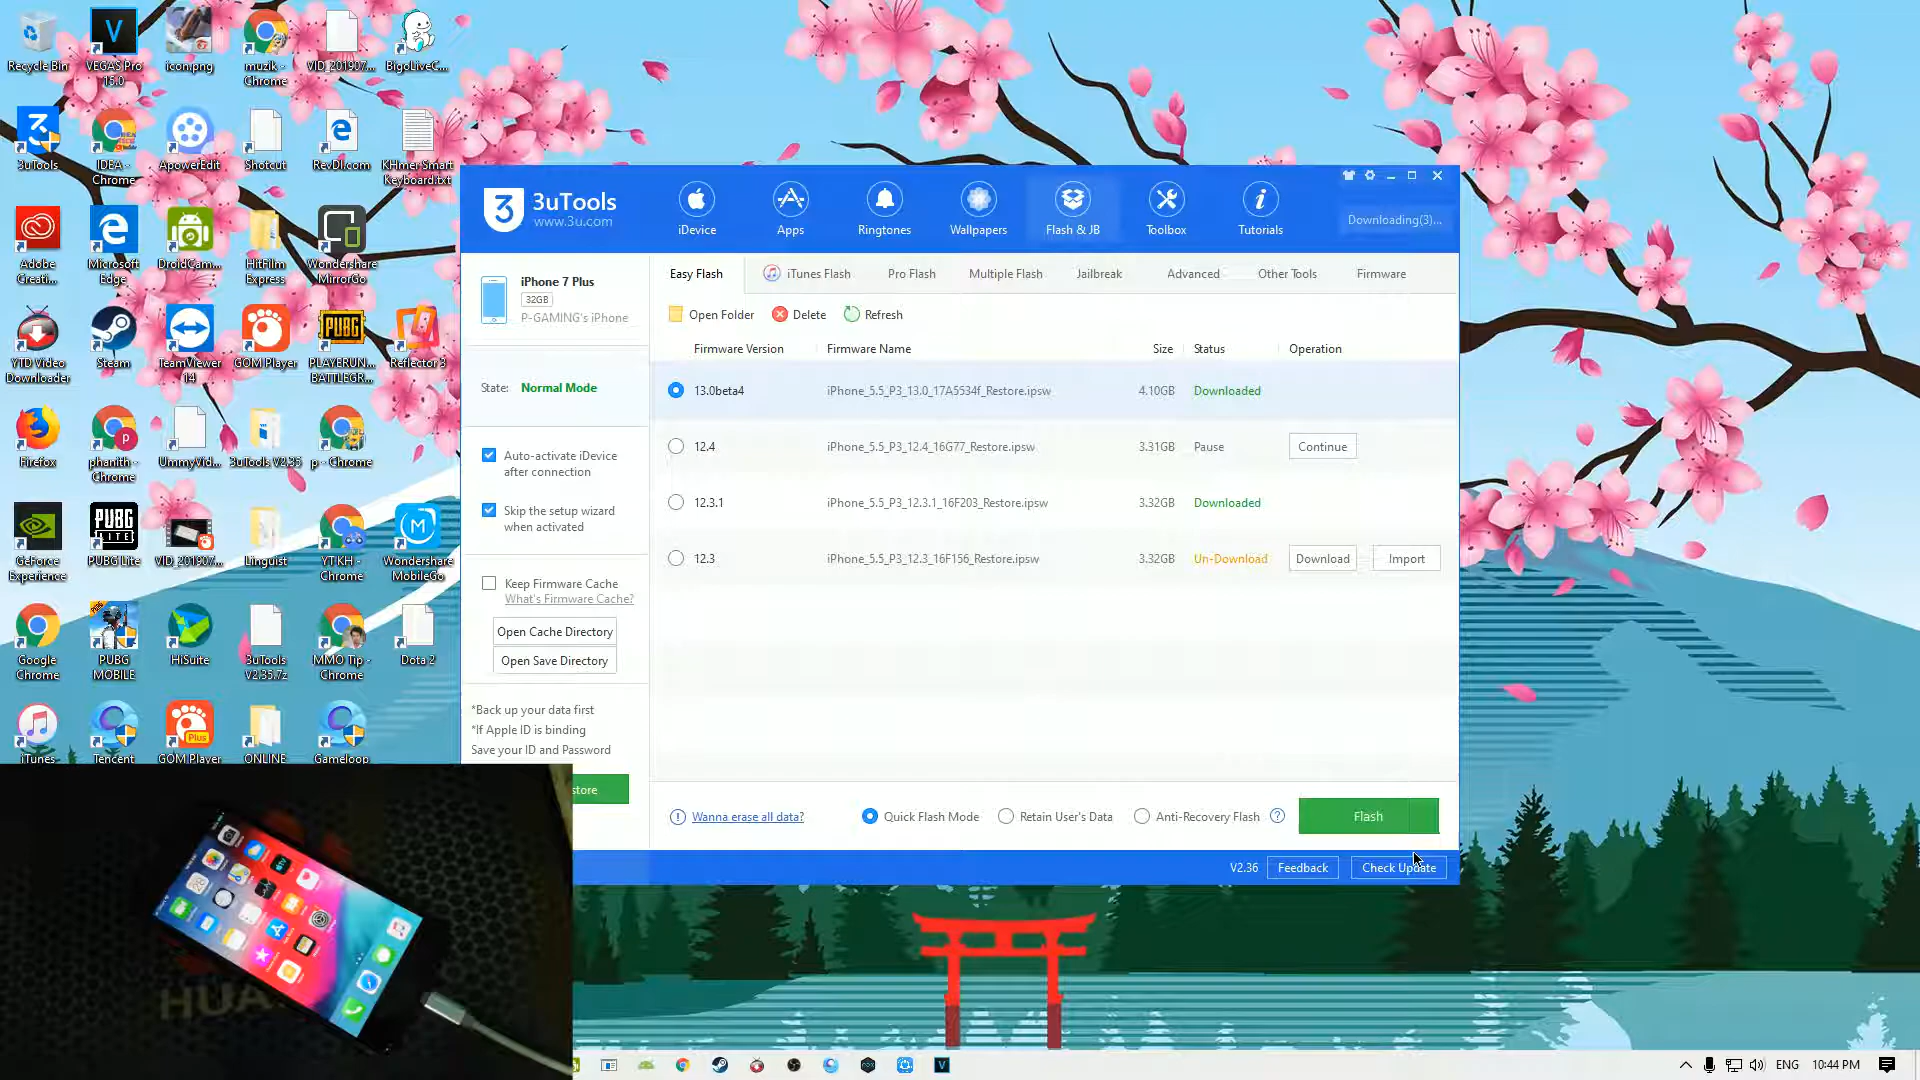 Recycle Bin
VEGAS Pro
15.0
icon.png
muzik -
Chrome
VID_201907...
BigoLiveC...
3uTools
IDEA -
Chrome
ApowerEdit
Shotcut
RevDl.com
KHmer Smart
Keyboard.txt
Adobe
Creati...
Microsoft
Edge
DroidCam...
HitFilm
Express
Wondershare
MirrorGo
YTD Video
Downloader
Steam
TeamViewer
14
GOM Player
PLAYERUN...
BATTLEGR...
Reflector 3
Firefox
phanith -
Chrome
UmmyVid...
3uTools V2.35
p - Chrome
GeForce
Experience
PUBG Lite
VID_201907...
Linguist
YT KH -
Chrome
Wondershare
MobileGo
Google
Chrome
PUBG
MOBILE
HiSuite
3uTools
V2.35.7z
MMO Tip -
Chrome
Dota 2
iTunes
Tencent
GOM Player
ONLINE
Gameloop
3uTools
www.3u.com
iDevice
Apps
Ringtones
Wallpapers
Flash & JB
Toolbox
Tutorials
Downloading(3)...
iPhone 7 Plus
32GB
P-GAMING's iPhone
State: Normal Mode
Auto-activate iDevice
after connection
Skip the setup wizard
when activated
Keep Firmware Cache
What's Firmware Cache?
Open Cache Directory
Open Save Directory
*Back up your data first
*If Apple ID is binding
Save your ID and Password
store
Easy Flash
iTunes Flash
Pro Flash
Multiple Flash
Jailbreak
Advanced
Other Tools
Firmware
Open Folder
Delete
Refresh
Firmware Version Firmware Name Size Status Operation
13.0beta4 iPhone_5.5_P3_13.0_17A5534f_Restore.ipsw 4.10GB Downloaded
12.4 iPhone_5.5_P3_12.4_16G77_Restore.ipsw 3.31GB Pause Continue
12.3.1 iPhone_5.5_P3_12.3.1_16F203_Restore.ipsw 3.32GB Downloaded
12.3 iPhone_5.5_P3_12.3_16F156_Restore.ipsw 3.32GB Un-Download Download Import
Wanna erase all data?
Quick Flash Mode
Retain User's Data
Anti-Recovery Flash
Flash
V2.36
Feedback
Check Update
HUA
ENG 10:44 PM